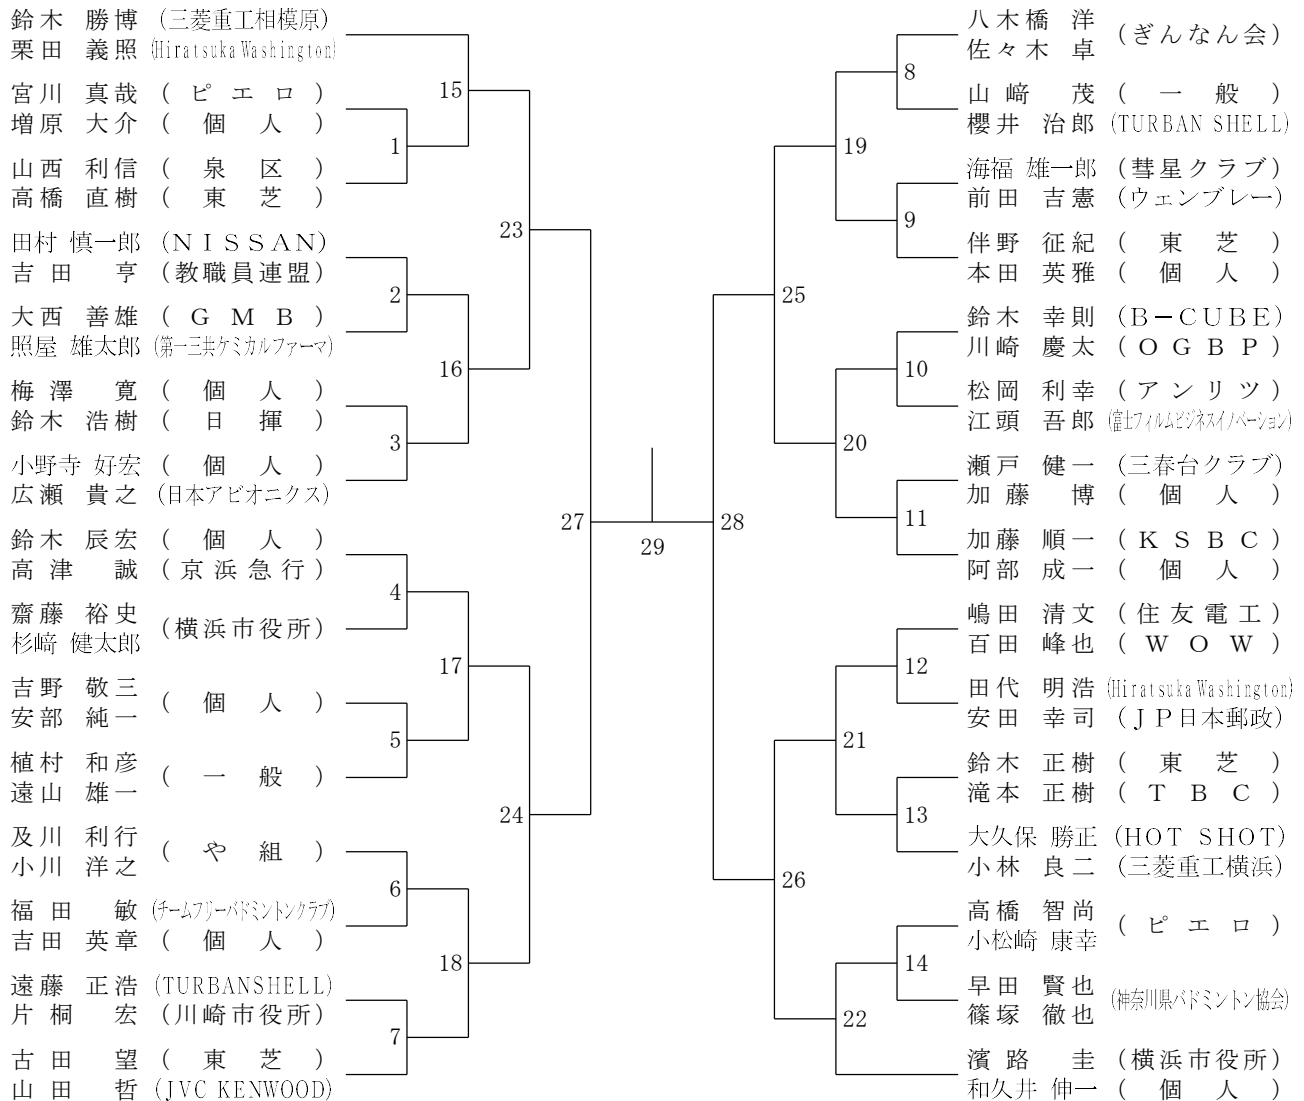 鈴木 勝博 (三菱重工相模原)
栗田 義照 (Hiratsuka Washington)
宮川 真哉 (ピエロ)
増原 大介 (個人)
山西 利信 (泉区)
高橋 直樹 (東芝)
田村 慎一郎 (NISSAN)
吉田 亨 (教職員連盟)
大西 善雄 (GMB)
照屋 雄太郎 (第一三共ケミカルファーマ)
梅澤 寛 (個人)
鈴木 浩樹 (日揮)
小野寺 好宏 (個人)
広瀬 貴之 (日本アビオニクス)
鈴木 辰宏 (個人)
高津 誠 (京浜急行)
齋藤 裕史
杉﨑 健太郎
(横浜市役所)
吉野 敬三
安部 純一
(個人)
植村 和彦
遠山 雄一
(一般)
及川 利行
小川 洋之
(や組)
福田 敏 (チームフリーバドミントンクラブ)
吉田 英章 (個人)
遠藤 正浩 (TURBANSHELL)
片桐 宏 (川崎市役所)
古田 望 (東芝)
山田 哲 (JVC KENWOOD)
1
2
3
4
5
6
7
15
16
17
18
23
24
27
29
28
25
26
19
20
21
22
8
9
10
11
12
13
14
八木橋 洋
佐々木 卓
(ぎんなん会)
山﨑 茂 (一般)
櫻井 治郎 (TURBAN SHELL)
海福 雄一郎 (彗星クラブ)
前田 吉憲 (ウェンブレー)
伴野 征紀 (東芝)
本田 英雅 (個人)
鈴木 幸則 (B-CUBE)
川崎 慶太 (OGBP)
松岡 利幸 (アンリツ)
江頭 吾郎 (富士フィルムビジネスイノベーション)
瀬戸 健一 (三春台クラブ)
加藤 博 (個人)
加藤 順一 (KSBC)
阿部 成一 (個人)
嶋田 清文 (住友電工)
百田 峰也 (WOW)
田代 明浩 (Hiratsuka Washington)
安田 幸司 (JP日本郵政)
鈴木 正樹 (東芝)
滝本 正樹 (TBC)
大久保 勝正 (HOT SHOT)
小林 良二 (三菱重工横浜)
高橋 智尚
小松崎 康幸
(ピエロ)
早田 賢也
篠塚 徹也
(神奈川県バドミントン協会)
濱路 圭 (横浜市役所)
和久井 伸一 (個人)